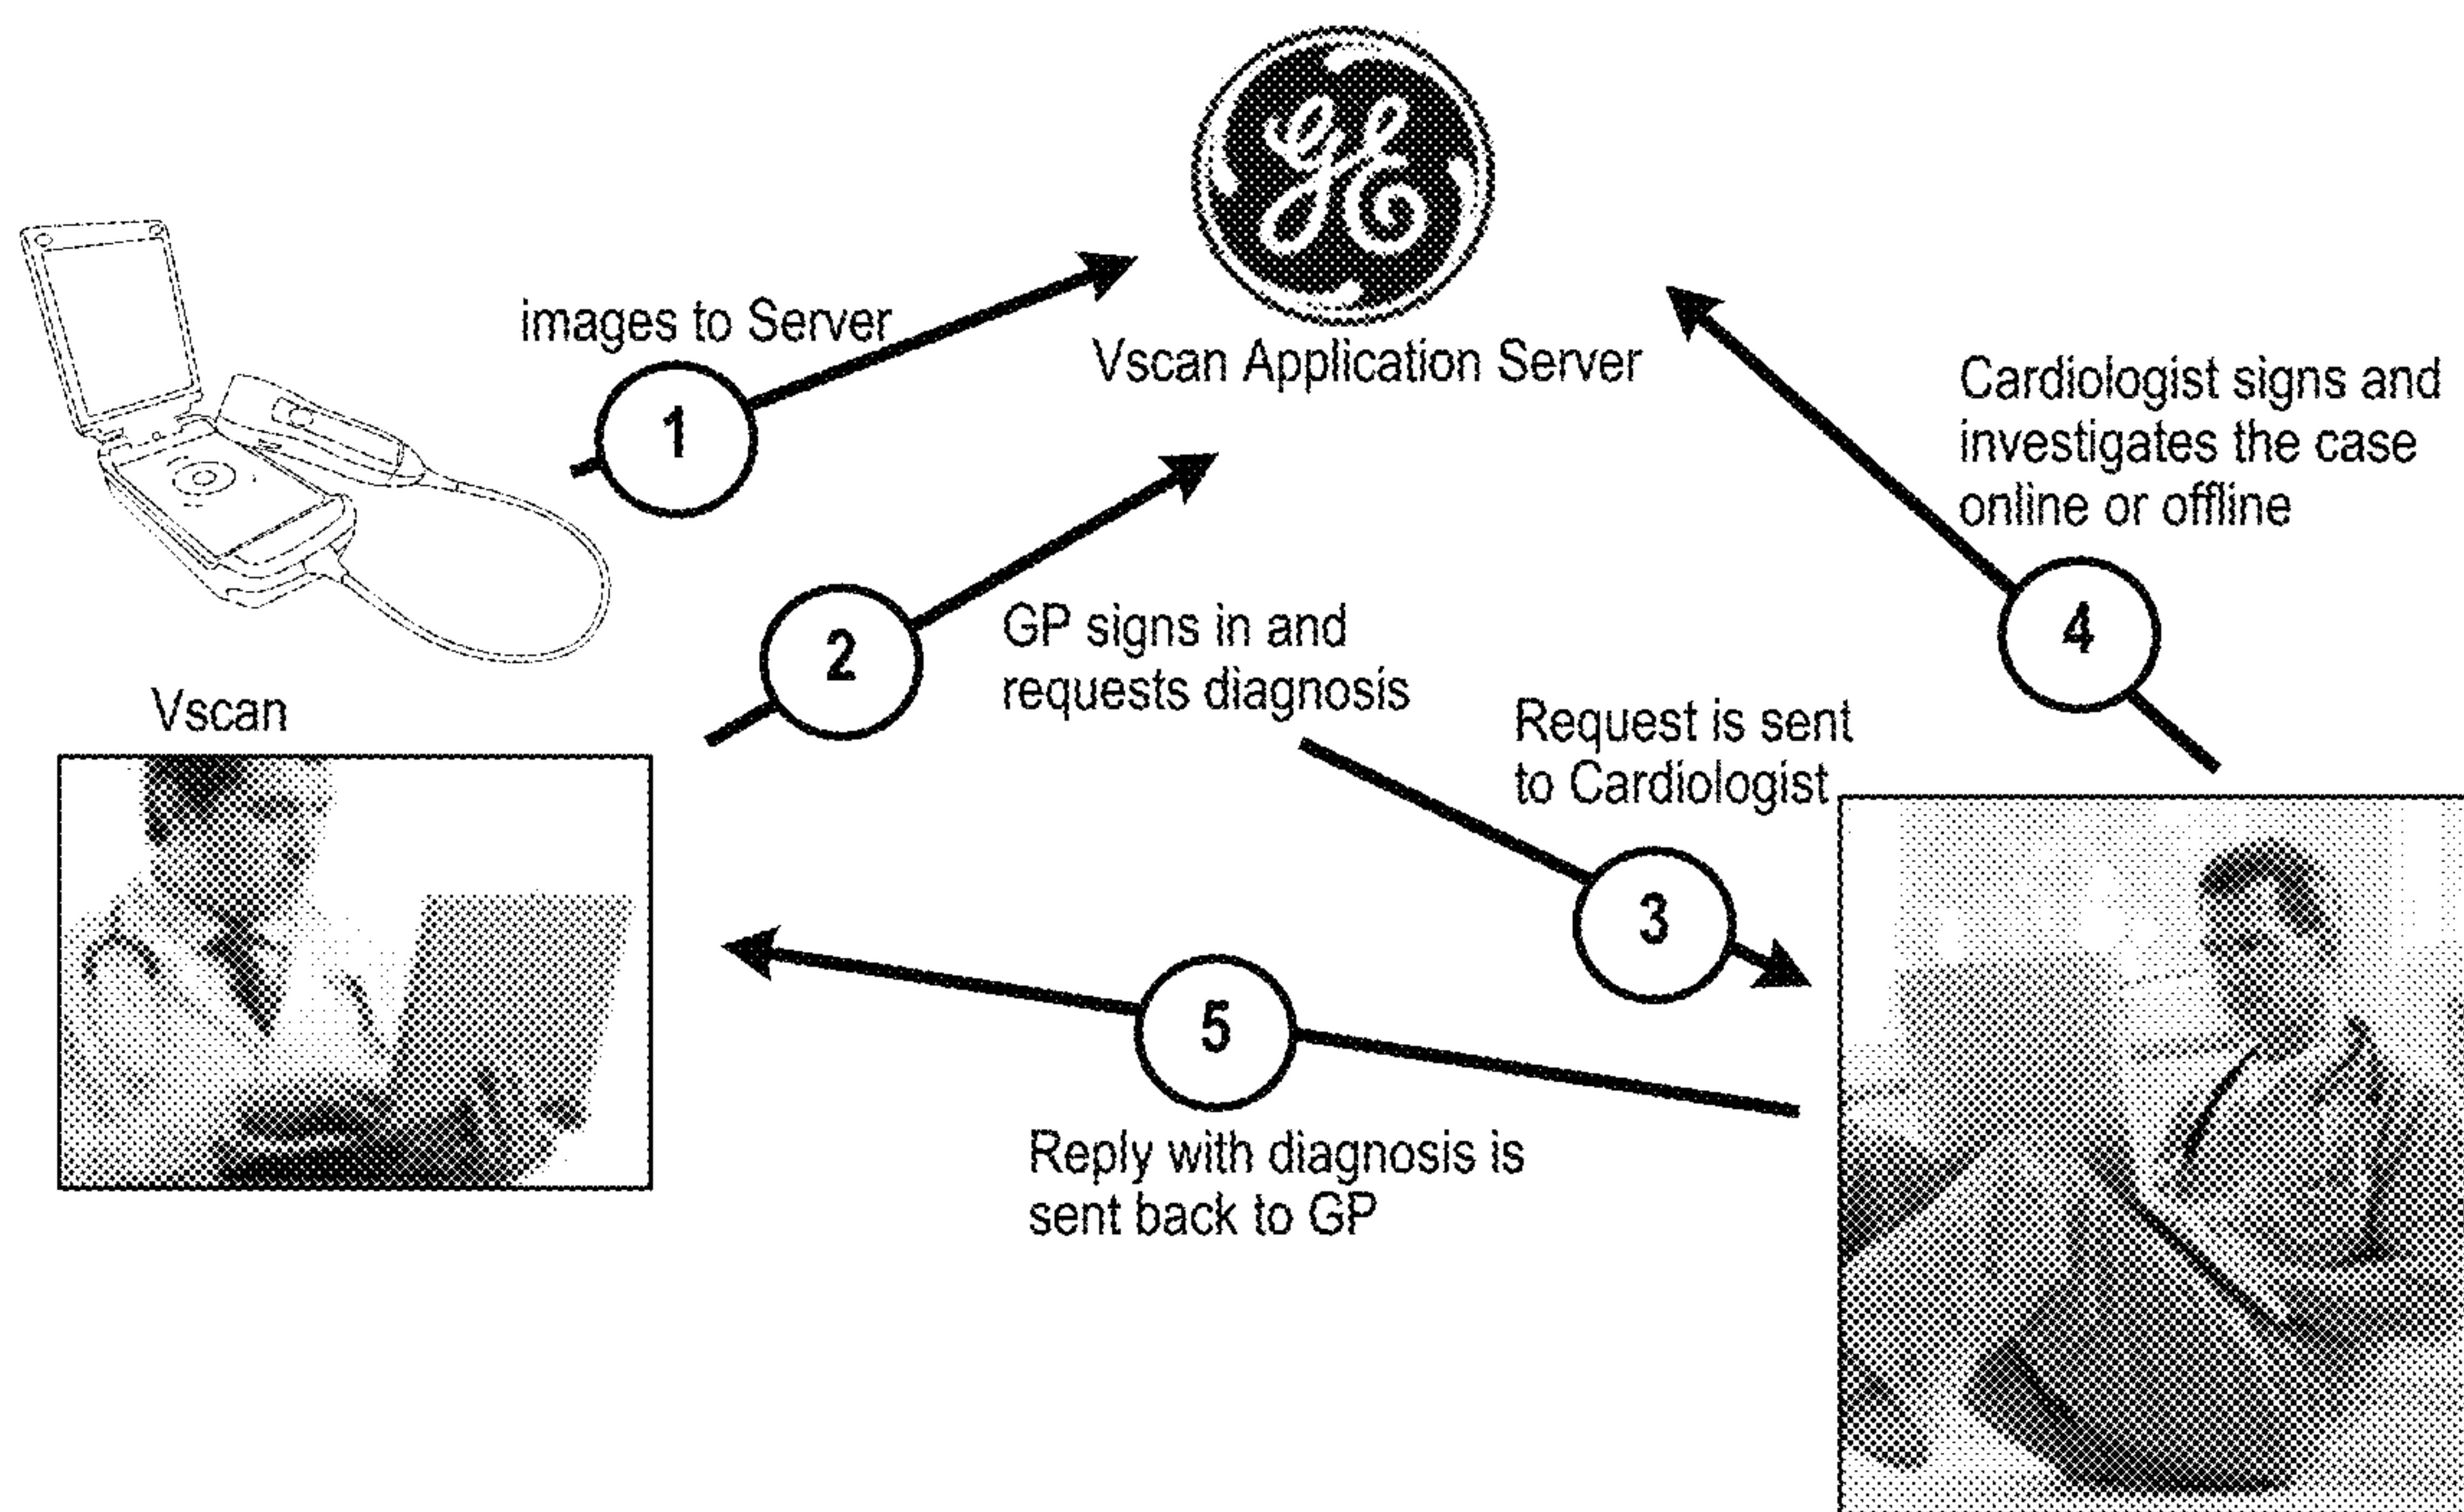 GE
images to Server
1
Vscan Application Server
Cardiologist signs and
investigates the case
online or offline
4
2
GP signs in and
requests diagnosis
Vscan
Request is sent
to Cardiologist
3
5
Reply with diagnosis is
sent back to GP